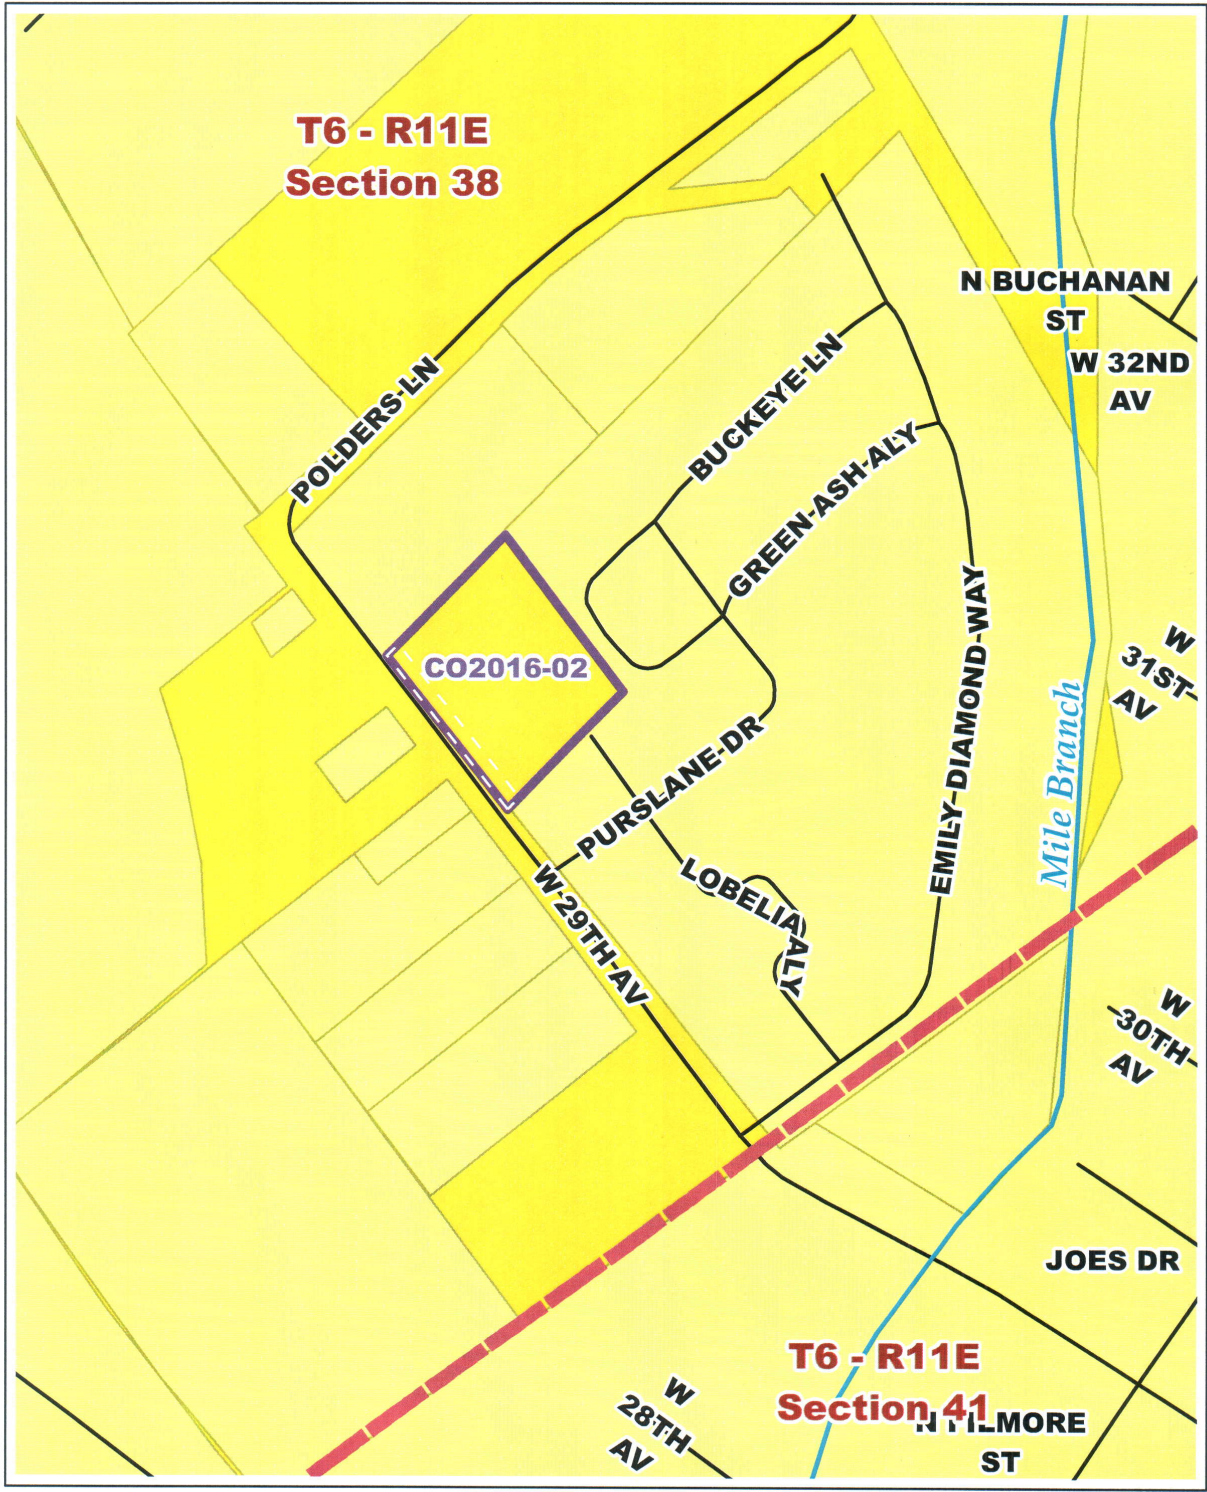 T6 - R11E
Section 38
N BUCHANAN
ST
W 32ND
AV
POLDERS LN
BUCKEYE LN
GREEN ASH ALY
CO2016-02
EMILY DIAMOND WAY
W
31ST
AV
Mile Branch
PURSLANE DR
LOBELIA ALY
W 29TH AV
W
30TH
AV
JOES DR
T6 - R11E
Section 41
N FILMORE
ST
W
28TH
AV